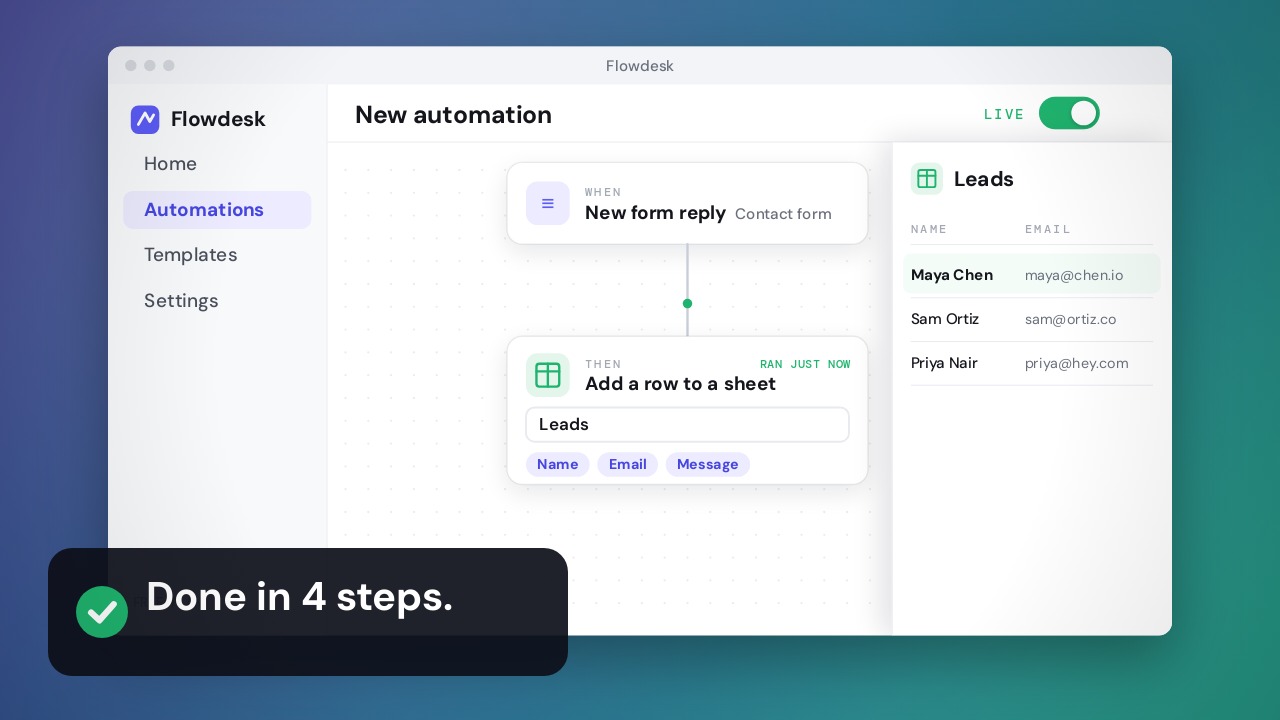 Flowdesk
Flowdesk
Home
Automations
Templates
Settings
New automation
LIVE
WHEN
New form reply Contact form
THEN
RAN JUST NOW
Add a row to a sheet
Leads
Name Email Message
Leads
NAME EMAIL
Maya Chen maya@chen.io
Sam Ortiz sam@ortiz.co
Priya Nair priya@hey.com
Done in 4 steps.